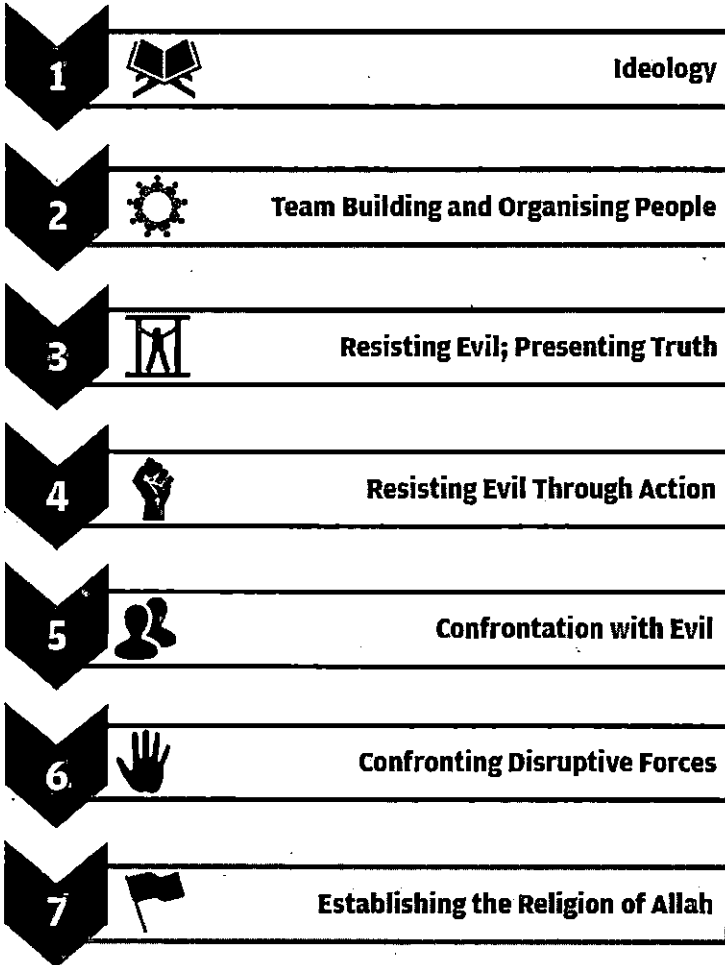 1 Ideology
2 Team Building and Organising People
3 Resisting Evil; Presenting Truth
4 Resisting Evil Through Action
5 Confrontation with Evil
6 Confronting Disruptive Forces
7 Establishing the Religion of Allah